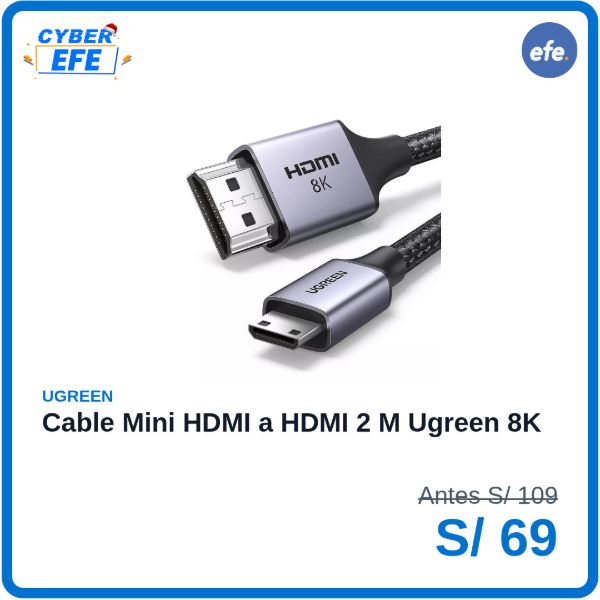 CYBER
EFE
efe.
HDMI
8K
UGREEN
UGREEN
Cable Mini HDMI a HDMI 2 M Ugreen 8K
Antes S/ 109
S/ 69